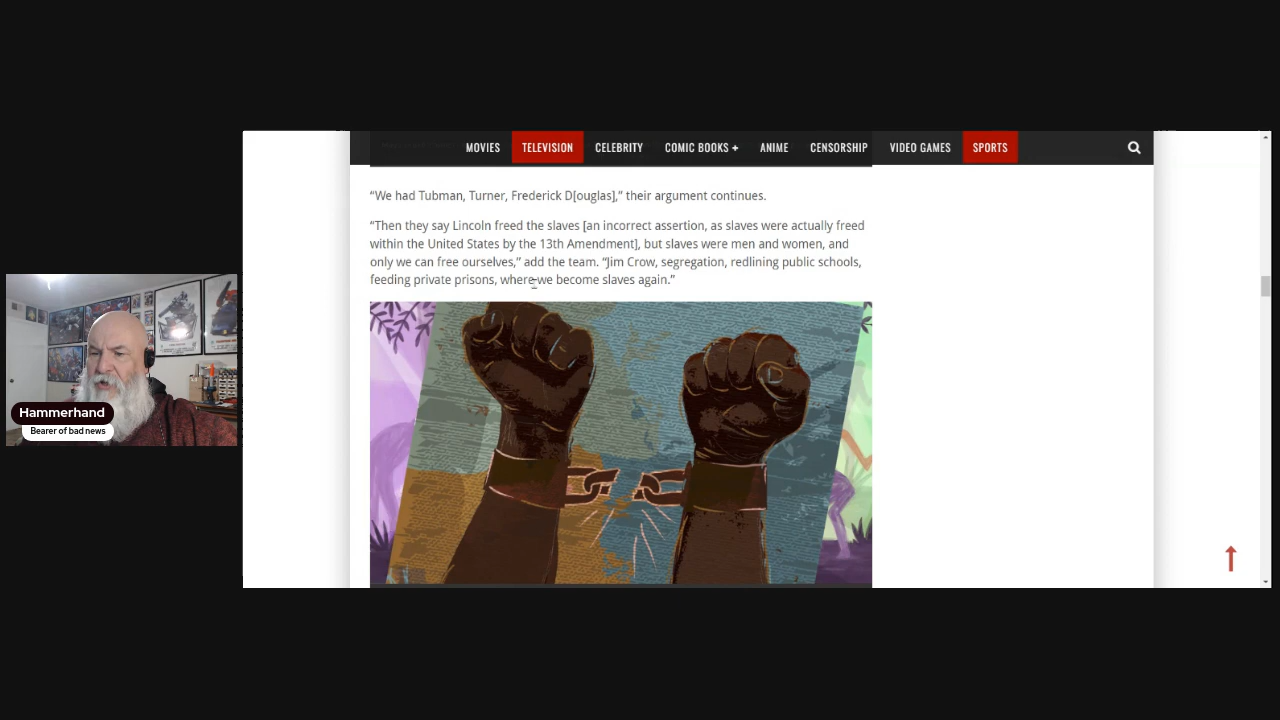 MOVIES TELEVISION CELEBRITY COMIC BOOKS + ANIME CENSORSHIP VIDEO GAMES SPORTS
“We had Tubman, Turner, Frederick D[ouglas],” their argument continues.
“Then they say Lincoln freed the slaves [an incorrect assertion, as slaves were actually freed
within the United States by the 13th Amendment], but slaves were men and women, and
only we can free ourselves,” add the team. “Jim Crow, segregation, redlining public schools,
feeding private prisons, where we become slaves again.”
Hammerhand
Bearer of bad news